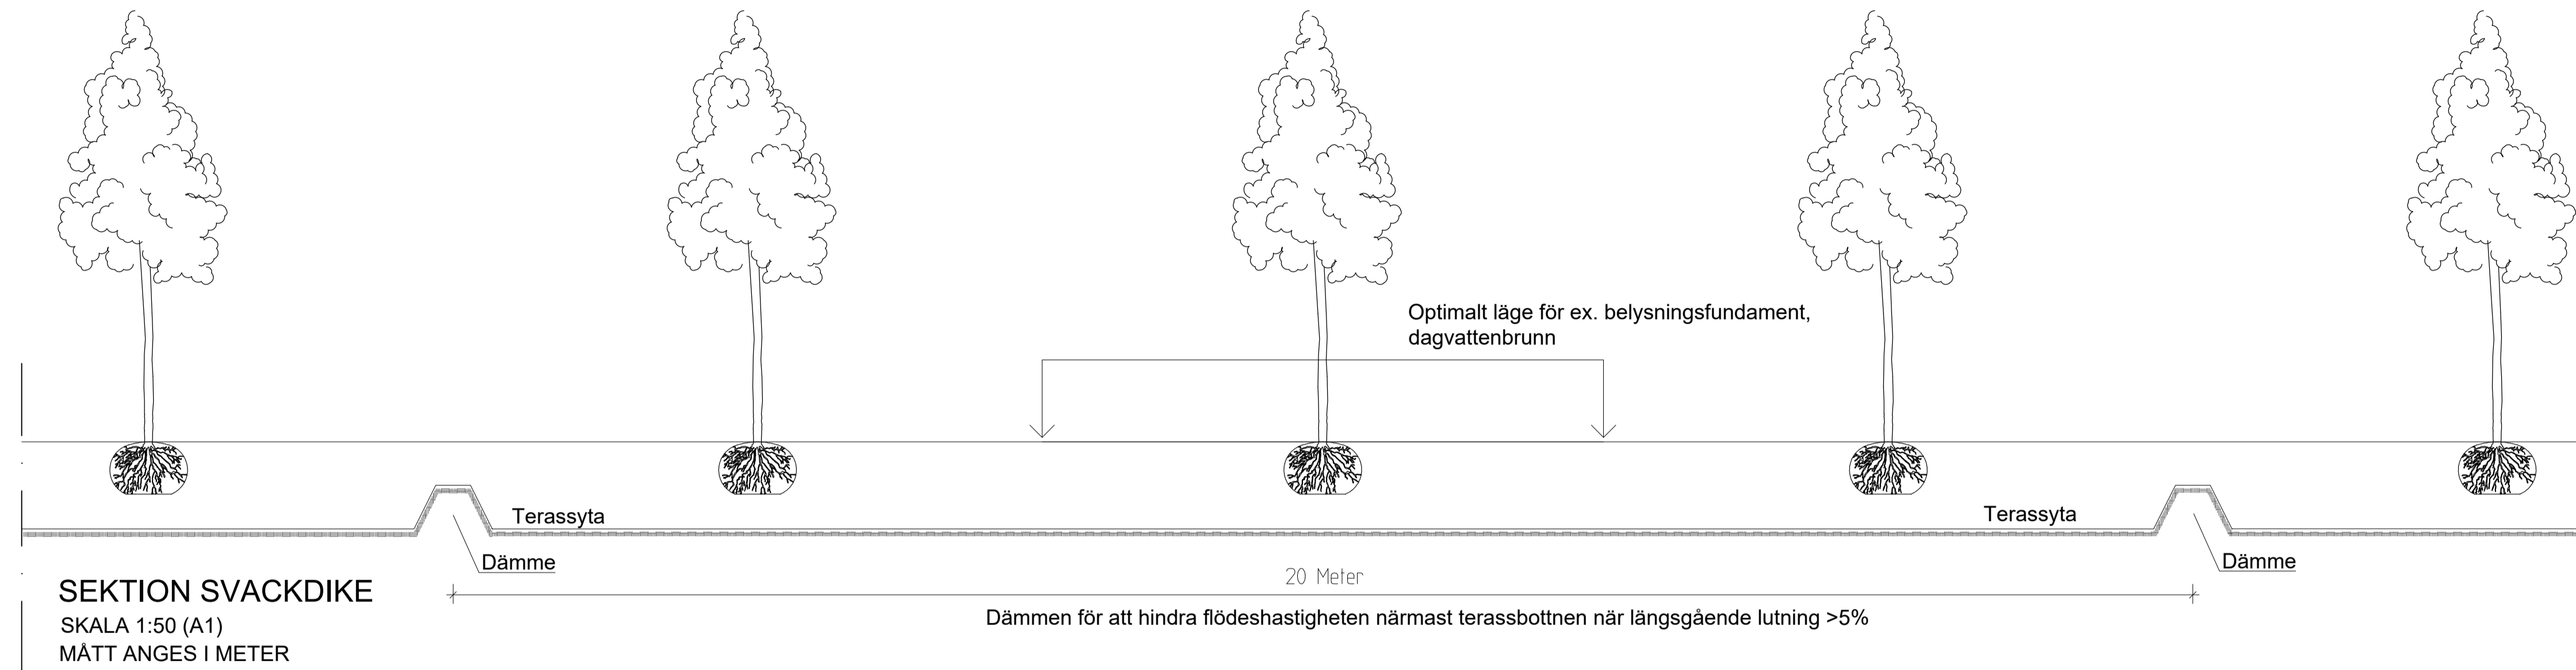 Optimalt läge för ex. belysningsfundament,
dagvattenbrunn
Terassyta
Terassyta
Dämme
Dämme
20 Meter
Dämmen för att hindra flödeshastigheten närmast terassbottnen när längsgående lutning >5%
SEKTION SVACKDIKE
SKALA 1:50 (A1)
MÅTT ANGES I METER